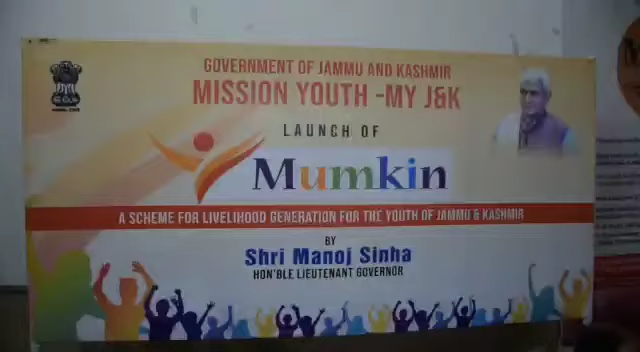 GOVERNMENT OF JAMMU AND KASHMIR
MISSION YOUTH -MY J&K
LAUNCH OF
Mumkin
A SCHEME FOR LIVELIHOOD GENERATION FOR THE YOUTH OF JAMMU & KASHMIR
BY
Shri Manoj Sinha
HON'BLE LIEUTENANT GOVERNOR